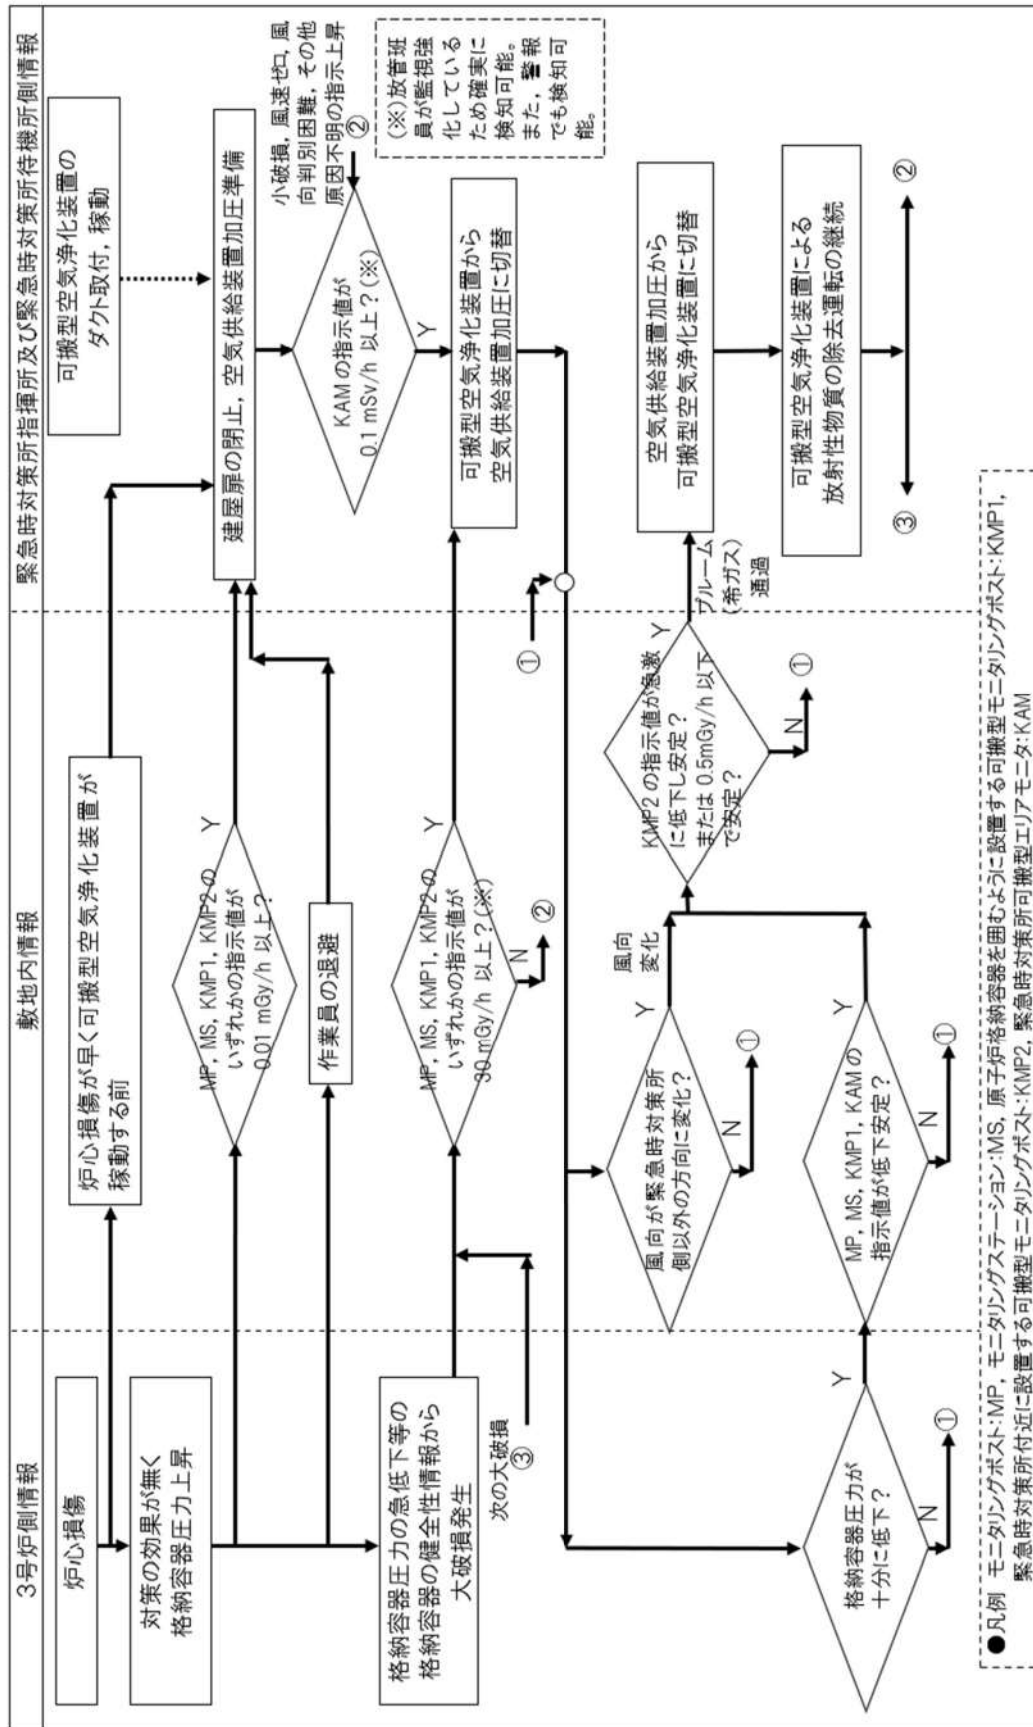 3号炉側情報
敷地内情報
緊急時対策所指揮所及び緊急時対策所待機所側情報
炉心損傷
対策の効果が無く
格納容器圧力上昇
格納容器圧力の急低下等の
格納容器の健全性情報から
大破損発生
次の大破損
③
格納容器圧力が
十分に低下?
Y
N
①
炉心損傷が早く可搬型空気浄化装置が
稼動する前
MP, MS, KMP1, KMP2 の
いずれかの指示値が
0.01 mGy/h 以上?
Y
作業員の退避
MP, MS, KMP1, KMP2 の
いずれかの指示値が
30 mGy/h 以上?(※)
Y
N
②
風向が緊急時対策所
側以外の方向に変化?
Y
風向
変化
N
①
MP, MS, KMP1, KAM の
指示値が低下安定?
Y
N
①
KMP2 の指示値が急激
に低下し安定?
または 0.5mGy/h 以下
で安定?
Y
N
①
プルーム
(希ガス)
通過
①
可搬型空気浄化装置の
ダクト取付, 稼動
建屋扉の閉止, 空気供給装置加圧準備
KAM の指示値が
0.1 mSv/h 以上?(※)
Y
小破損, 風速ゼロ, 風
向判別困難, その他
原因不明の指示上昇
②
(※)放管班
員が監視強
化している
ため確実に
検知可能。
また, 警報
でも検知可
能。
可搬型空気浄化装置から
空気供給装置加圧に切替
空気供給装置加圧から
可搬型空気浄化装置に切替
可搬型空気浄化装置による
放射性物質の除去運転の継続
③
②
●凡例 モニタリングポスト:MP, モニタリングステーション:MS, 原子炉格納容器を囲むように設置する可搬型モニタリングポスト:KMP1,
緊急時対策所付近に設置する可搬型モニタリングポスト:KMP2, 緊急時対策所可搬型エリアモニタ:KAM